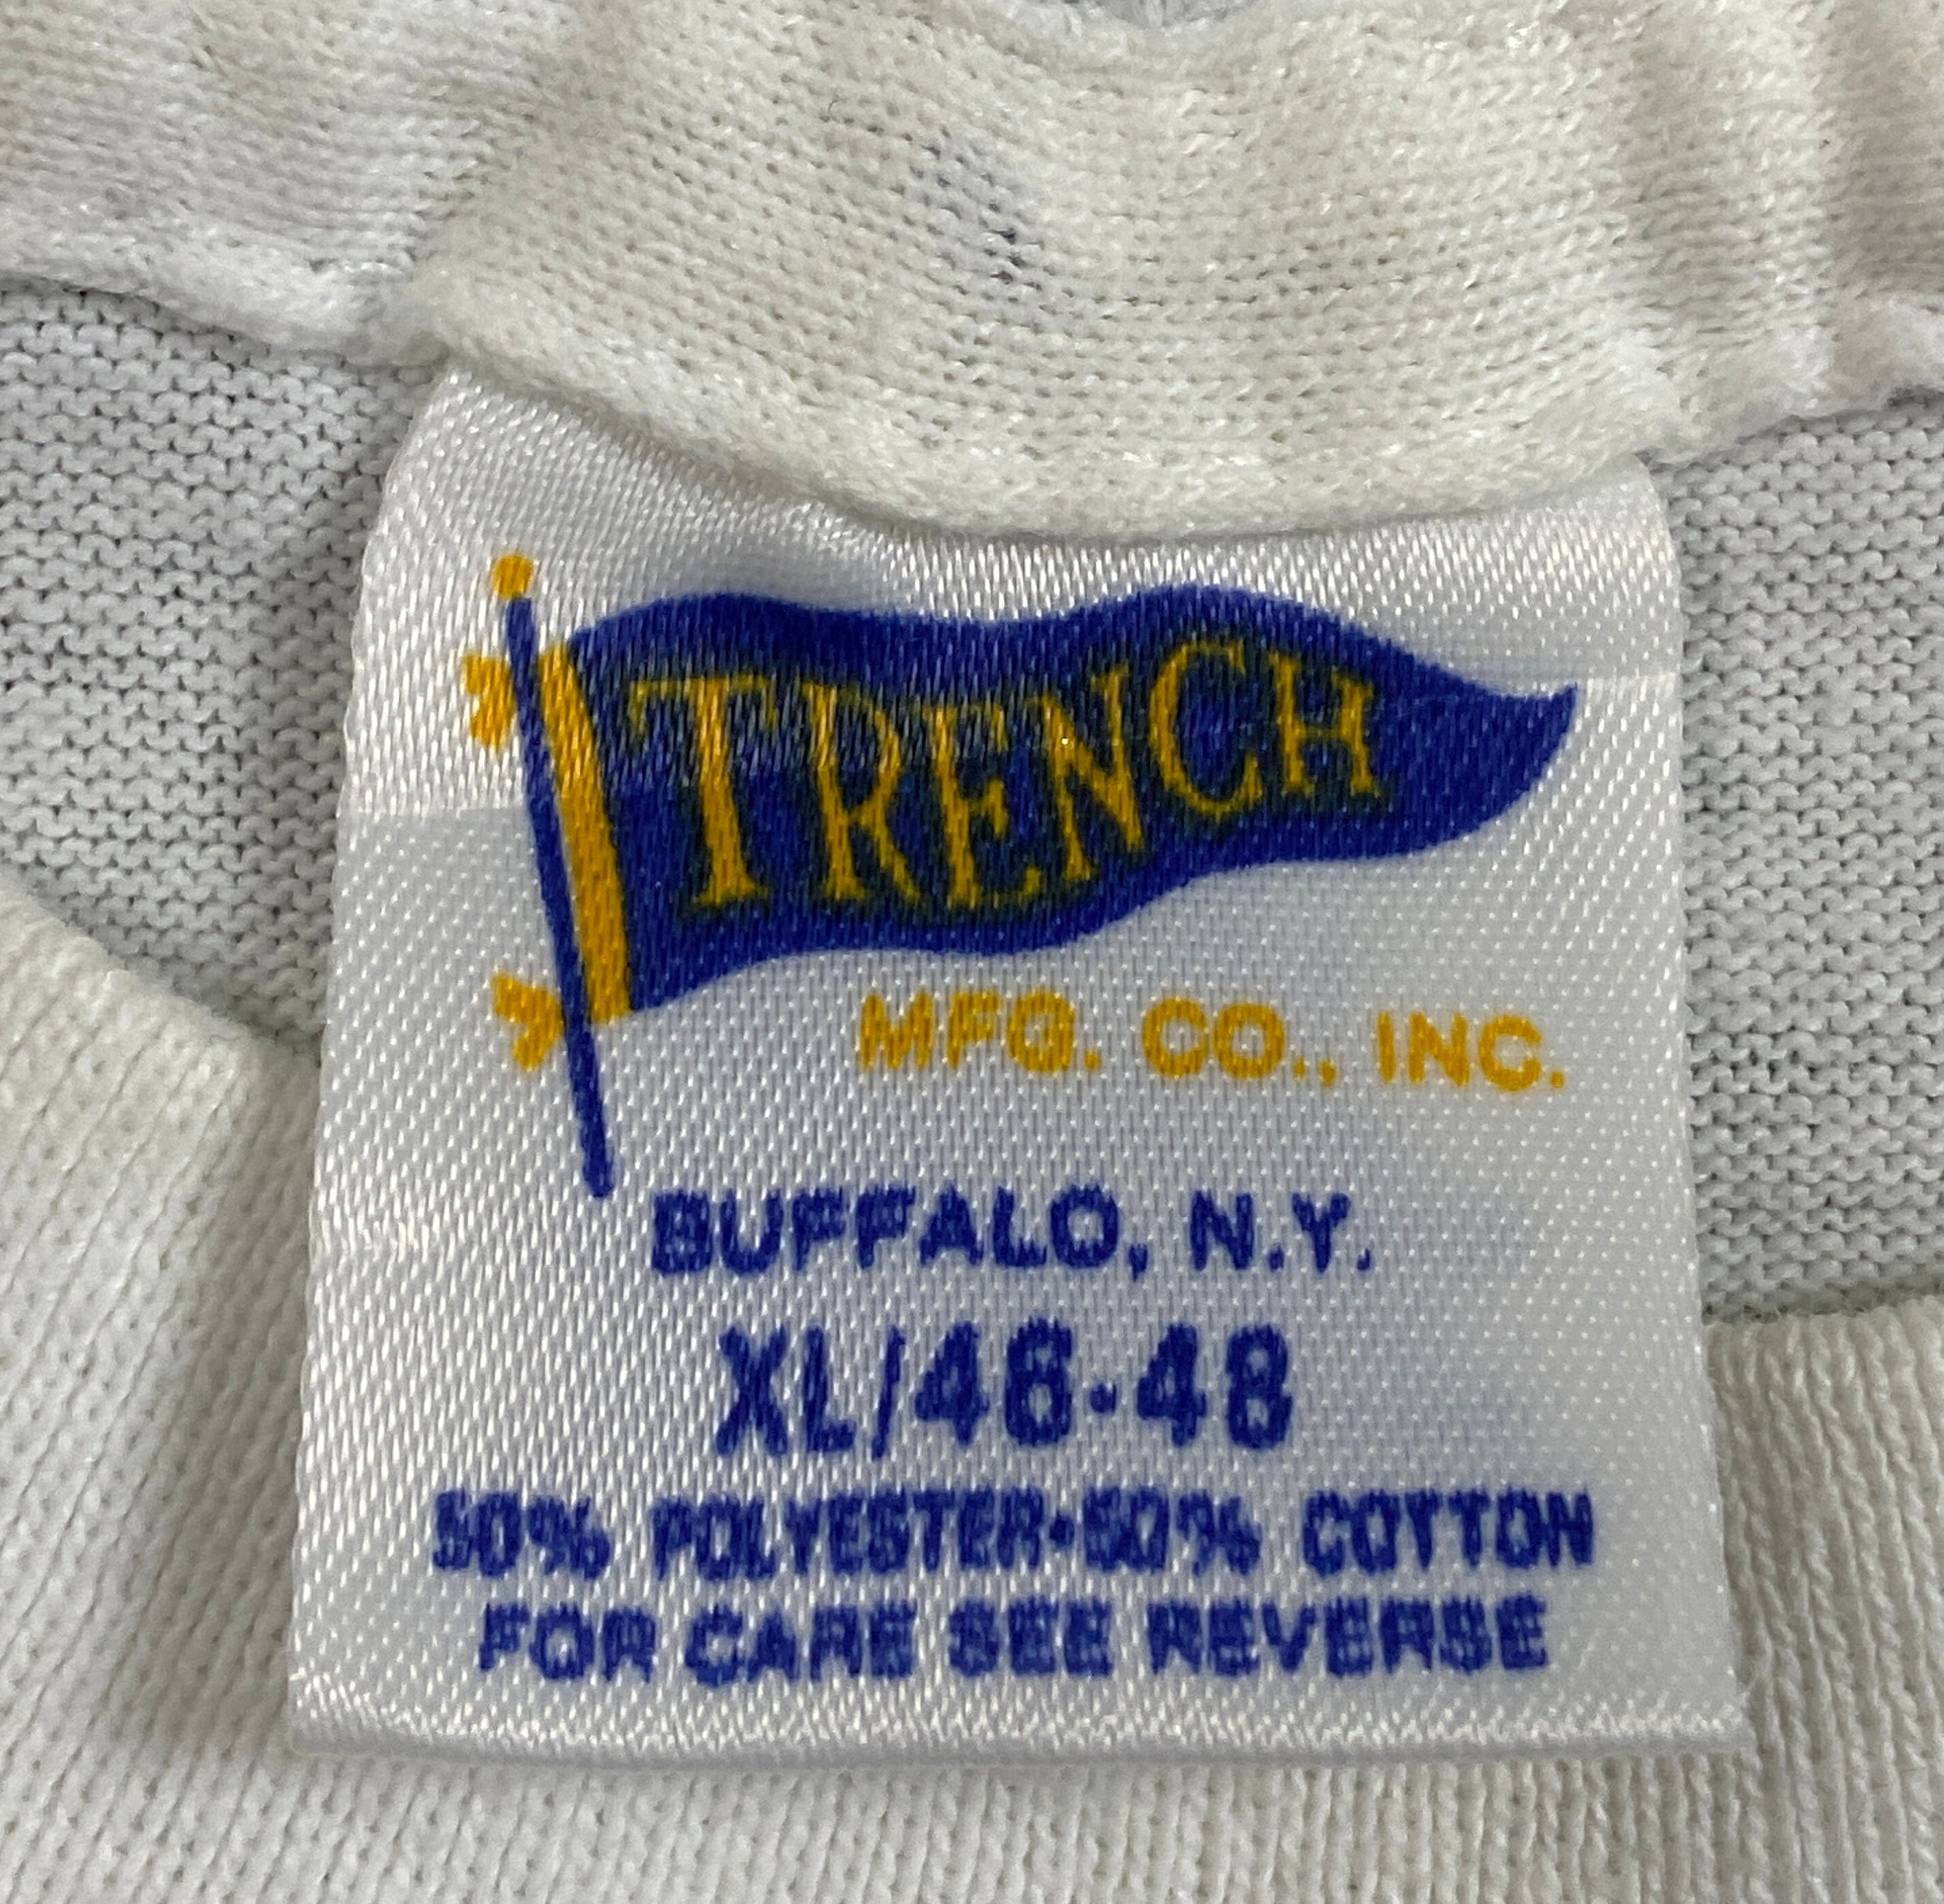 TRENCH
MFG. CO., INC.
BUFFALO, N.Y.
XL/46-48
50% POLYESTER•50% COTTON
FOR CARE SEE REVERSE